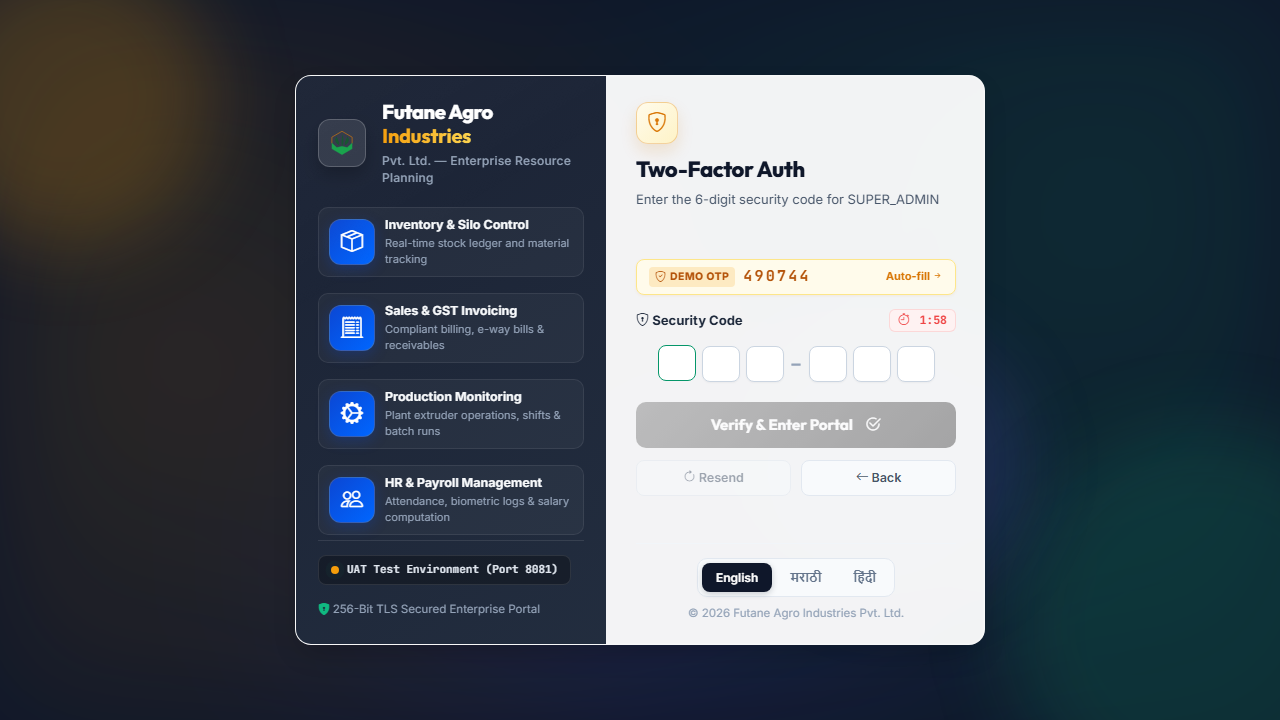 Futane Agro
Industries
Pvt. Ltd. — Enterprise Resource
Planning
Inventory & Silo Control
Real-time stock ledger and material
tracking
Sales & GST Invoicing
Compliant billing, e-way bills &
receivables
Production Monitoring
Plant extruder operations, shifts &
batch runs
HR & Payroll Management
Attendance, biometric logs & salary
computation
UAT Test Environment (Port 8081)
256-Bit TLS Secured Enterprise Portal
Two-Factor Auth
Enter the 6-digit security code for SUPER_ADMIN
DEMO OTP 490744 Auto-fill →
Security Code 1:58
–
Verify & Enter Portal
Resend ← Back
English मराठी हिंदी
© 2026 Futane Agro Industries Pvt. Ltd.